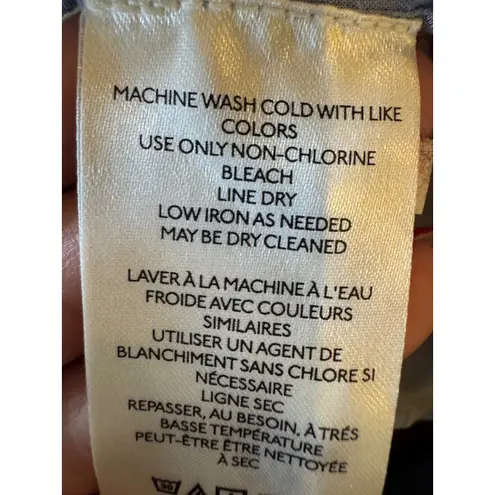 MACHINE WASH COLD WITH LIKE
COLORS
USE ONLY NON-CHLORINE
BLEACH
LINE DRY
LOW IRON AS NEEDED
MAY BE DRY CLEANED
LAVER À LA MACHINE À L'EAU
FROIDE AVEC COULEURS
SIMILAIRES
UTILISER UN AGENT DE
BLANCHIMENT SANS CHLORE SI
NÉCESSAIRE
LIGNE SEC
REPASSER, AU BESOIN, À TRÉS
BASSE TEMPÉRATURE
PEUT-ÊTRE ÊTRE NETTOYÉE
À SEC
30